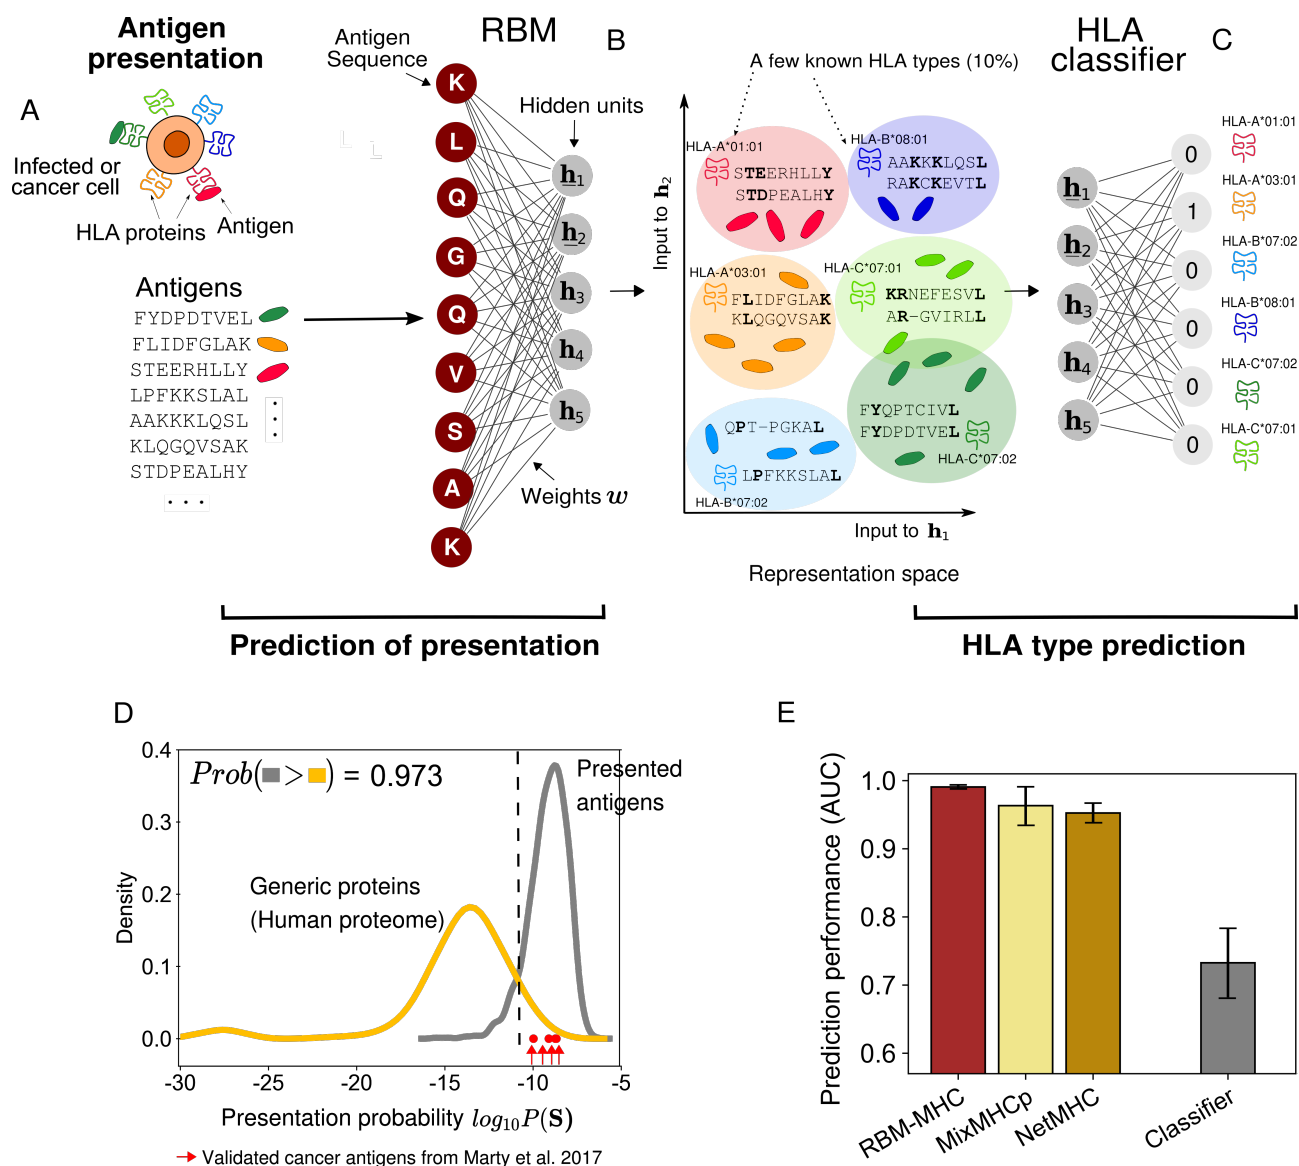 Antigen
presentation
A
Infected or
cancer cell
HLA proteins
Antigen
Antigens
FYDPDTVEL
FLIDFGLAK
STEERHLLY
LPFKKSLAL
AAKKKLQSL
KLQGQVSAK
STDPEALHY
Antigen
Sequence
RBM
B
K
L
Q
G
Q
V
S
A
K
Hidden units
h1
h2
h3
h4
h5
Weights w
A few known HLA types (10%)
Input to h2
HLA-A*01:01
STEERHLLY
STDPEALHY
HLA-B*08:01
AAKKKLQSL
RAKCKEVTL
HLA-A*03:01
FLIDFGLAK
KLQGQVSAK
HLA-C*07:01
KRNEFESVL
AR-GVIRLL
QPT-PGKAL
LPFKKSLAL
HLA-B*07:02
FYQPTCIVL
FYDPDTVEL
HLA-C*07:02
Input to h1
Representation space
HLA
classifier
C
h1
h2
h3
h4
h5
0
1
0
0
0
0
HLA-A*01:01
HLA-A*03:01
HLA-B*07:02
HLA-B*08:01
HLA-C*07:02
HLA-C*07:01
Prediction of presentation
HLA type prediction
D
Prob( > ) = 0.973
Presented
antigens
Generic proteins
(Human proteome)
Density
0.4
0.3
0.2
0.1
0.0
-30
-25
-20
-15
-10
-5
Presentation probability log10P(S)
Validated cancer antigens from Marty et al. 2017
E
Prediction performance (AUC)
1.0
0.9
0.8
0.7
0.6
RBM-MHC
MixMHCp
NetMHC
Classifier